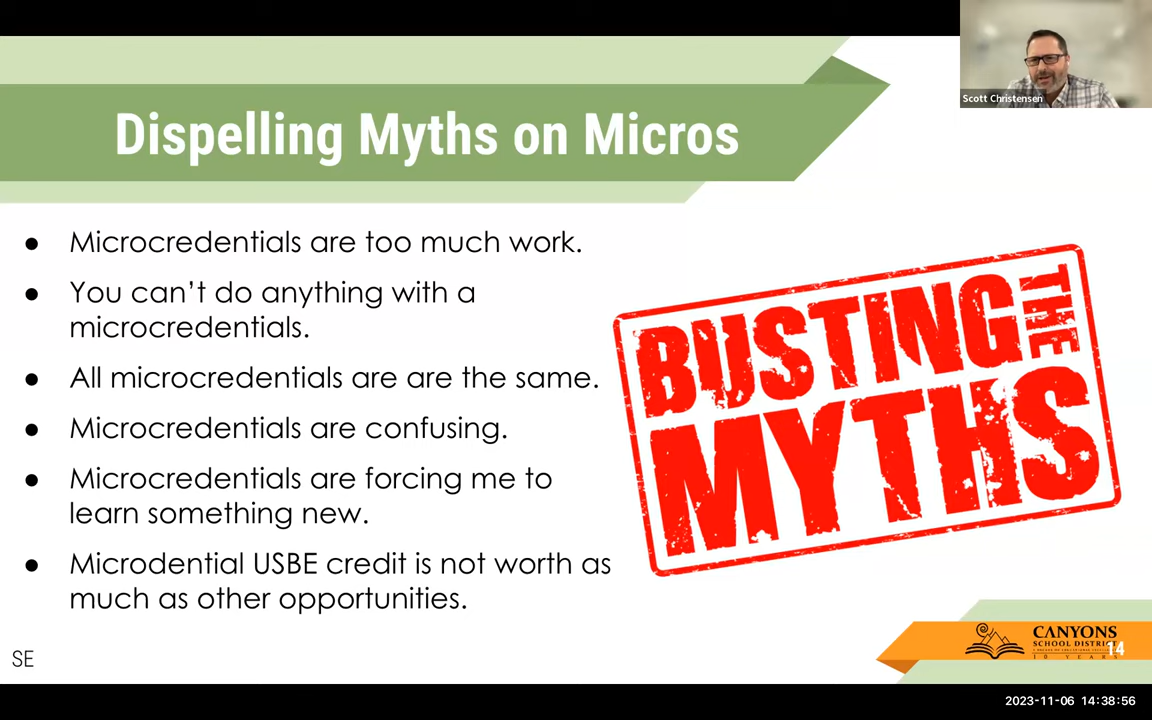 Scott Christensen
Dispelling Myths on Micros
● Microcredentials are too much work.
● You can't do anything with a
microcredentials.
● All microcredentials are are the same.
● Microcredentials are confusing.
● Microcredentials are forcing me to
learn something new.
● Microdential USBE credit is not worth as
much as other opportunities.
BUSTING THE
MYTHS
CANYONS
SCHOOL DISTRICT
10 YEARS
14
SE
2023-11-06 14:38:56